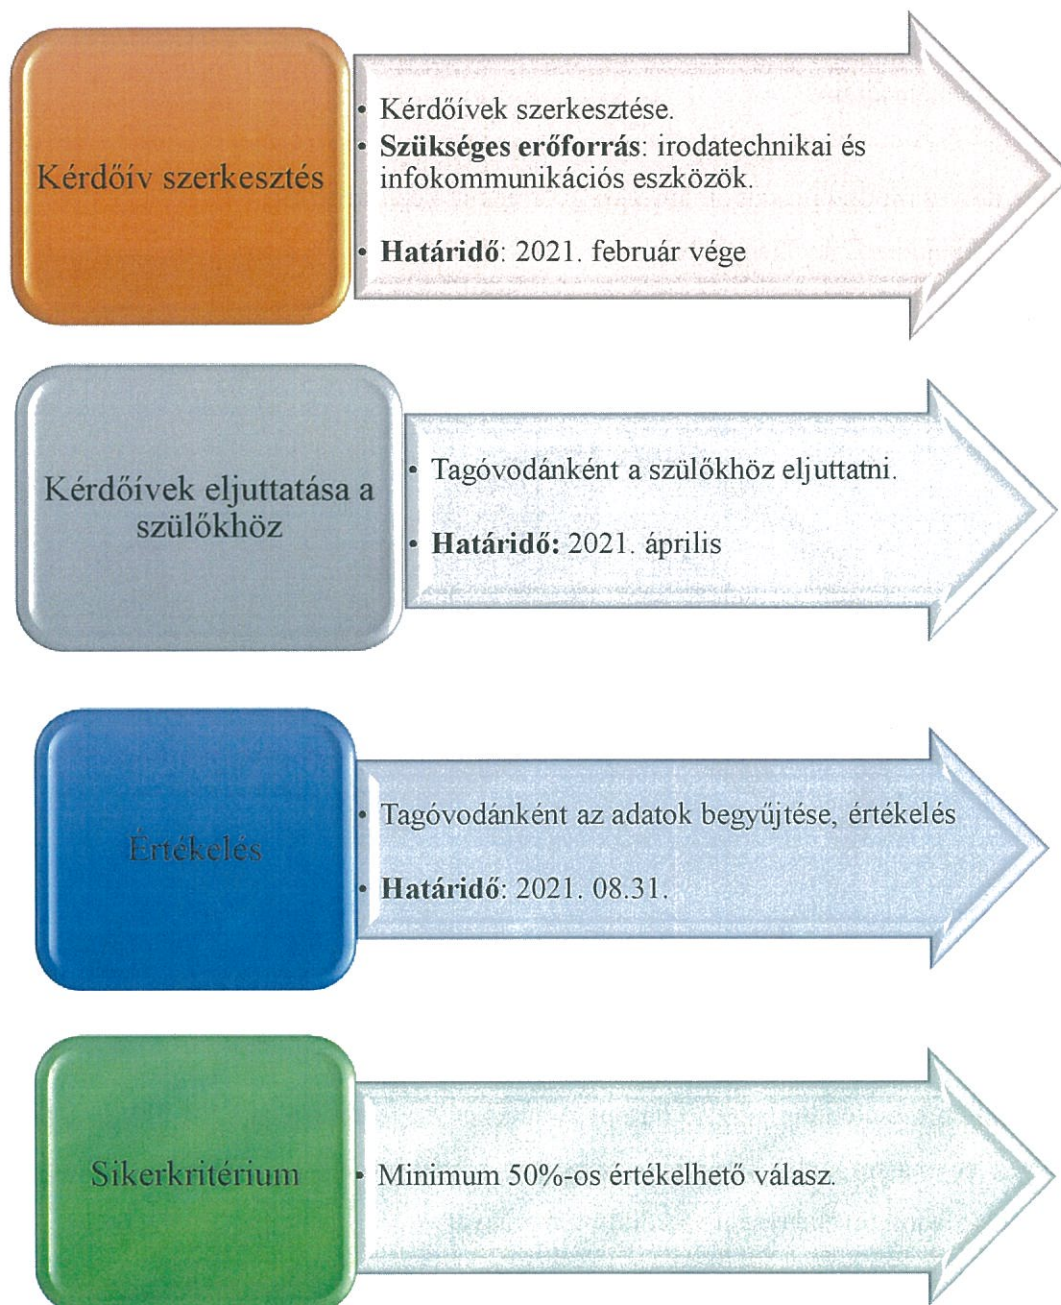 Kérdőív szerkesztés
• Kérdőívek szerkesztése.
• Szükséges erőforrás: irodatechnikai és
infokommunikációs eszközök.
• Határidő: 2021. február vége
Kérdőívek eljuttatása a
szülőkhöz
• Tagóvodánként a szülőkhöz eljuttatni.
• Határidő: 2021. április
Értékelés
• Tagóvodánként az adatok begyűjtése, értékelés
• Határidő: 2021. 08.31.
Sikerkritérium
• Minimum 50%-os értékelhető válasz.